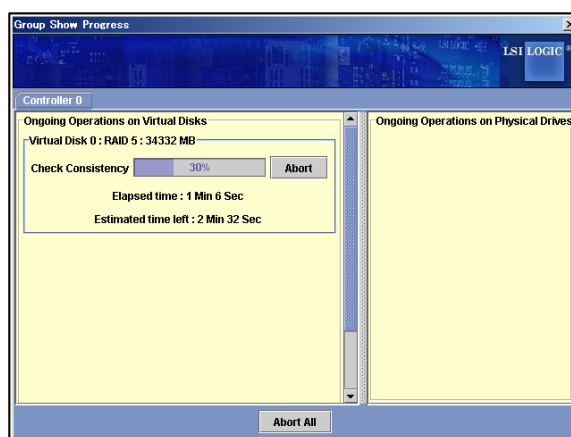 Group Show Progress
LSI LOGIC
Controller 0
Ongoing Operations on Virtual Disks
Virtual Disk 0 : RAID 5 : 34332 MB
Check Consistency 30% Abort
Elapsed time : 1 Min 6 Sec
Estimated time left : 2 Min 32 Sec
Ongoing Operations on Physical Drives
Abort All